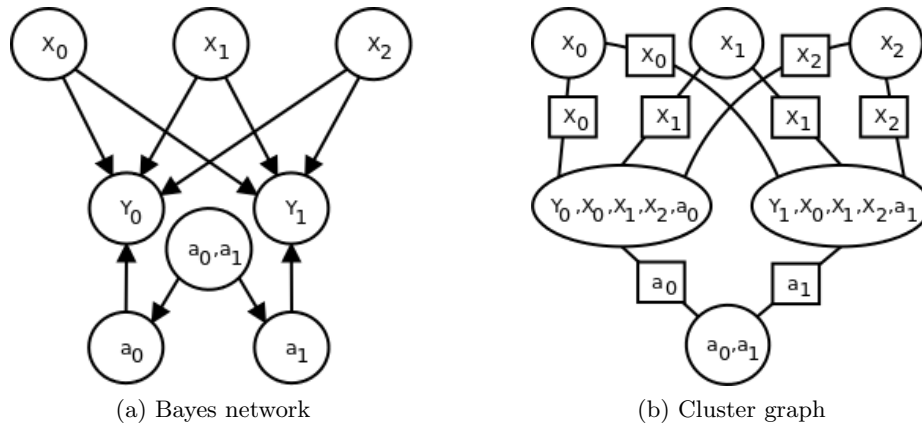 X0 X1 X2 X0 X1 X2
X0 X2
X0 X1 X1 X2
Y0 Y1 Y0,X0,X1,X2,a0 Y1,X0,X1,X2,a1
a0,a1
a0 a1
a0 a1 a0,a1
(a) Bayes network (b) Cluster graph